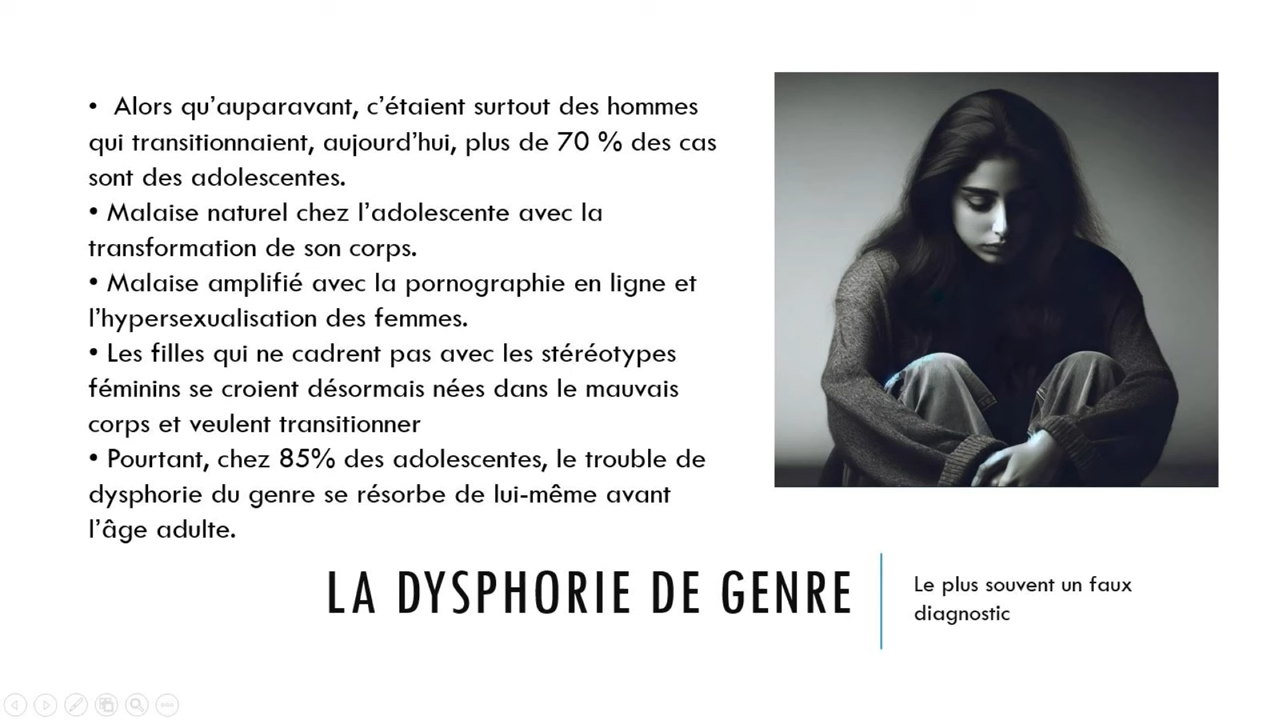 • Alors qu’auparavant, c’étaient surtout des hommes
qui transitionnaient, aujourd’hui, plus de 70 % des cas
sont des adolescentes.
• Malaise naturel chez l’adolescente avec la
transformation de son corps.
• Malaise amplifié avec la pornographie en ligne et
l’hypersexualisation des femmes.
• Les filles qui ne cadrent pas avec les stéréotypes
féminins se croient désormais nées dans le mauvais
corps et veulent transitionner
• Pourtant, chez 85% des adolescentes, le trouble de
dysphorie du genre se résorbe de lui-même avant
l’âge adulte.
LA DYSPHORIE DE GENRE
Le plus souvent un faux
diagnostic